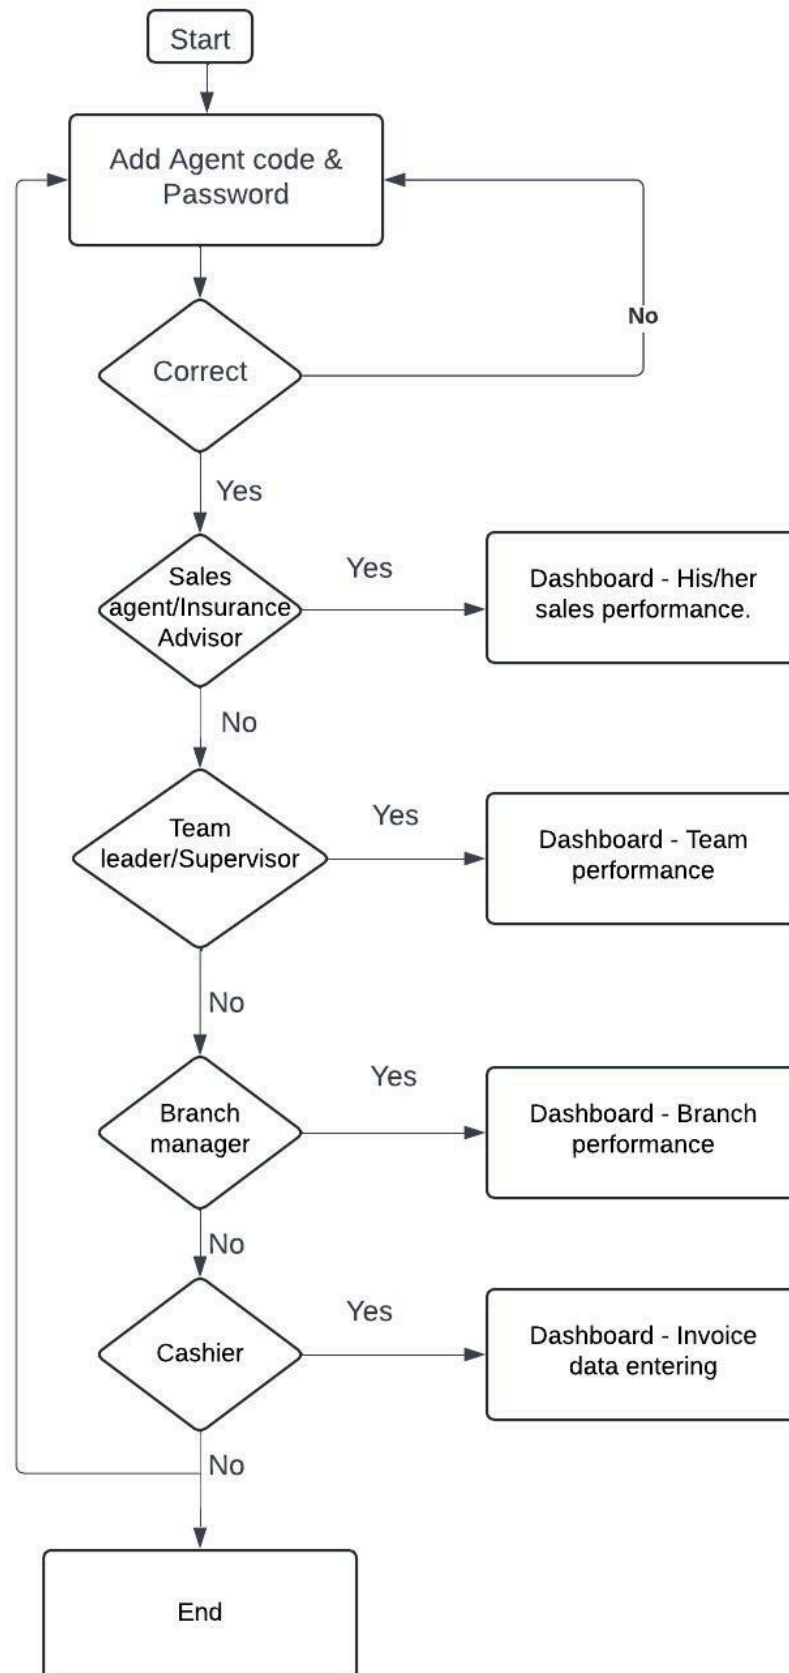 Start
Add Agent code &
Password
No
Correct
Yes
Sales
agent/Insurance
Advisor
Yes
Dashboard - His/her
sales performance.
No
Team
leader/Supervisor
Yes
Dashboard - Team
performance
No
Branch
manager
Yes
Dashboard - Branch
performance
No
Cashier
Yes
Dashboard - Invoice
data entering
No
End